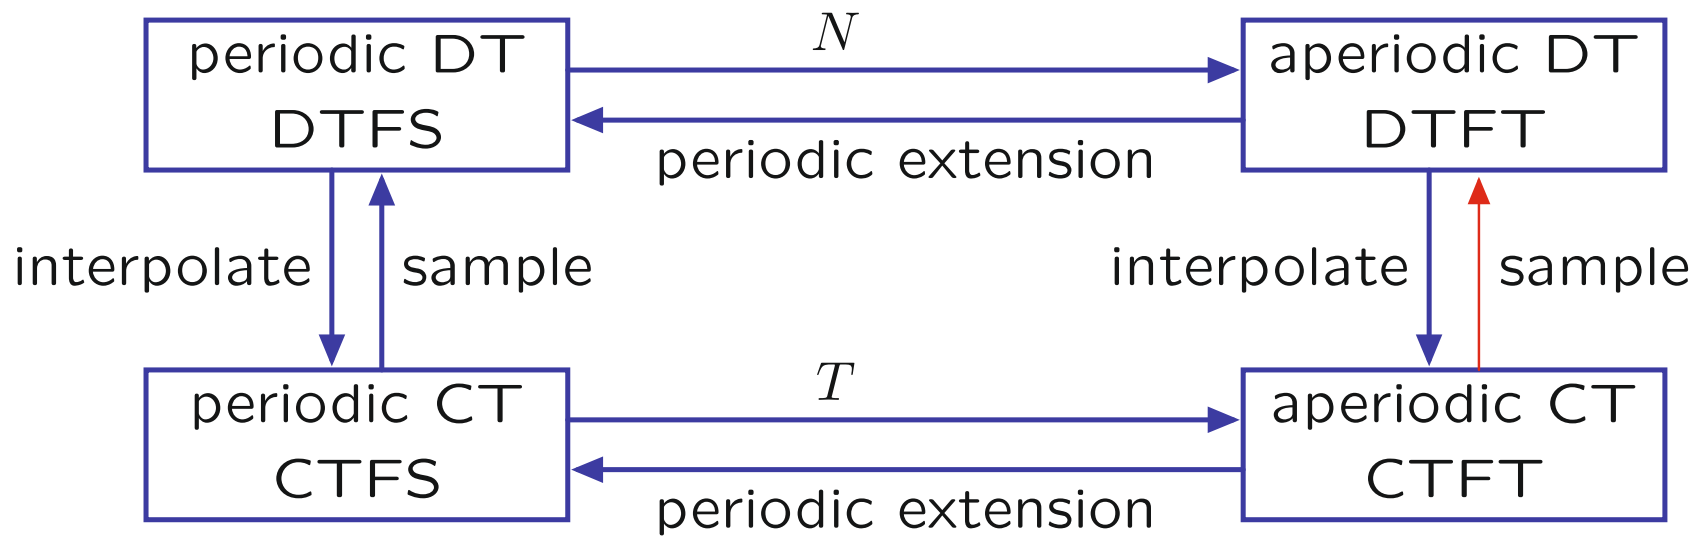 periodic DT
DTFS
N
aperiodic DT
DTFT
periodic extension
interpolate
sample
interpolate
sample
periodic CT
CTFS
T
aperiodic CT
CTFT
periodic extension